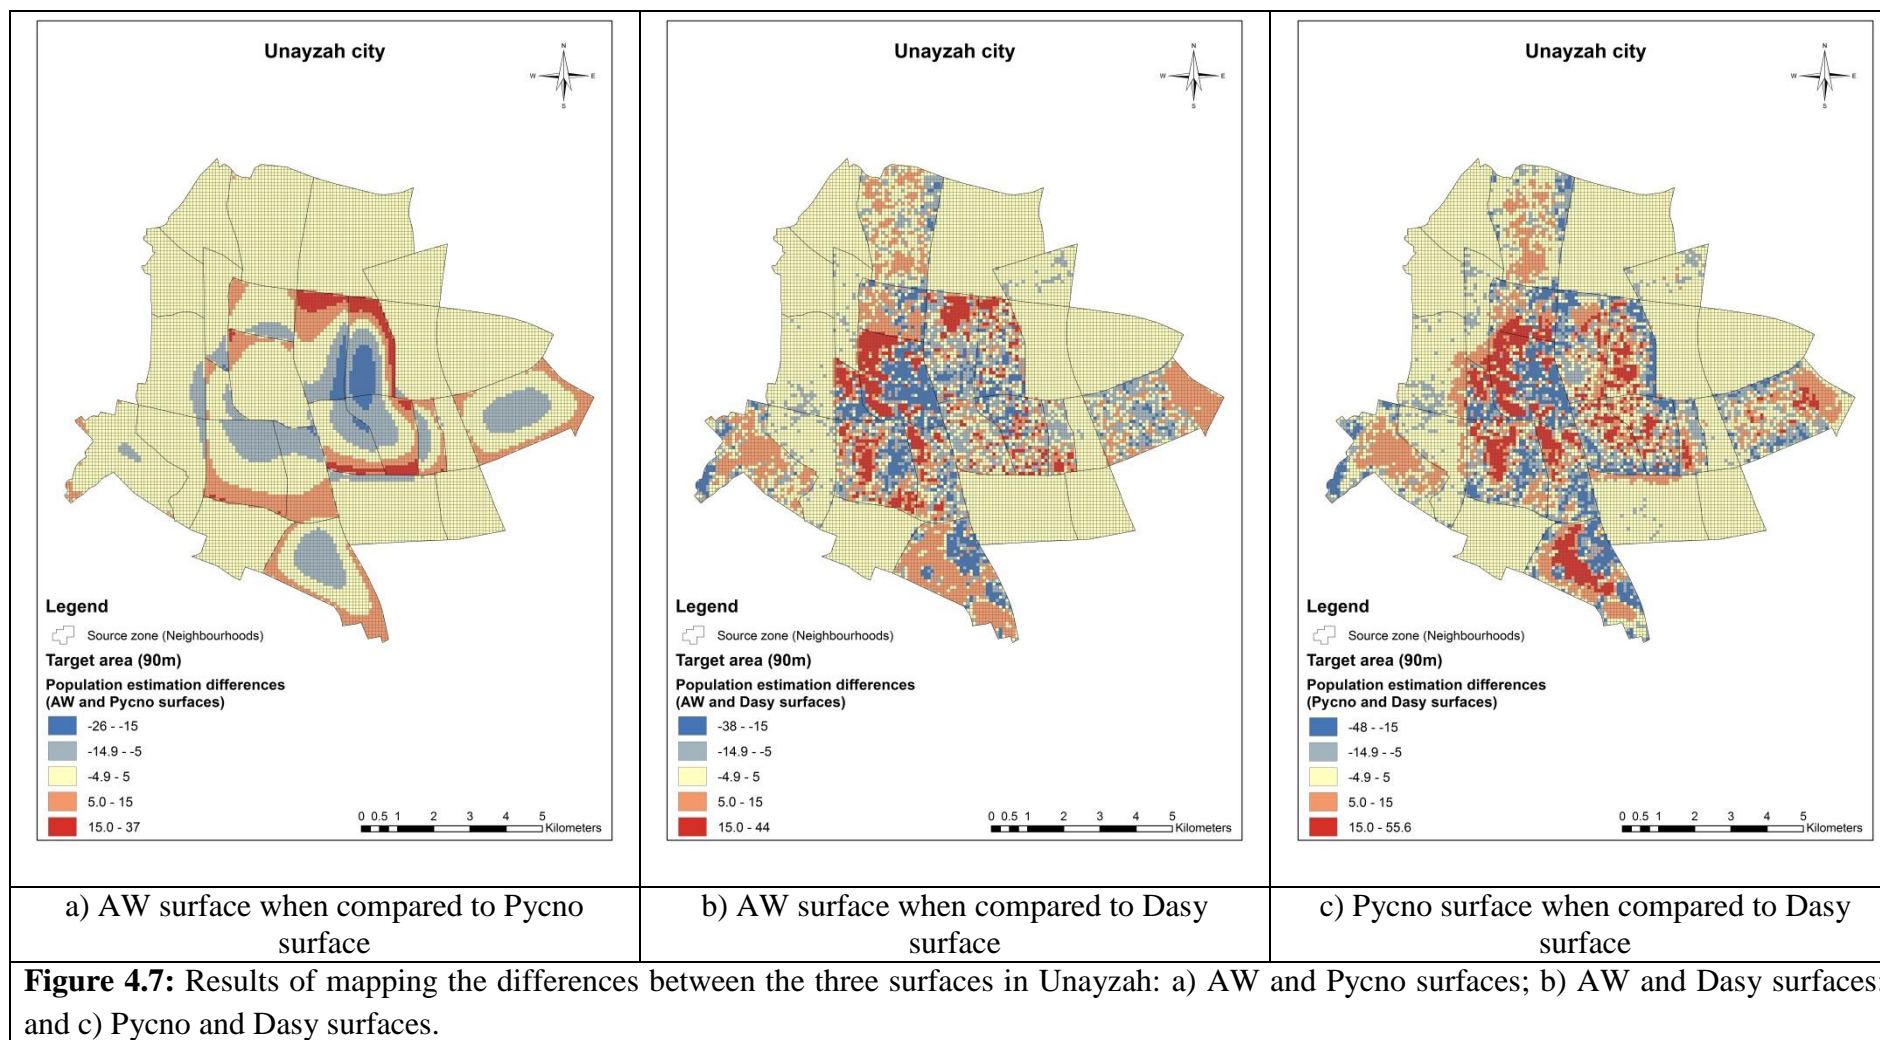 Unayzah city
N
W E
S
Legend
Source zone (Neighbourhoods)
Target area (90m)
Population estimation differences
(AW and Pycno surfaces)
-26 - -15
-14.9 - -5
-4.9 - 5
5.0 - 15
15.0 - 37
0 0.5 1 2 3 4 5
Kilometers
Unayzah city
N
W E
S
Legend
Source zone (Neighbourhoods)
Target area (90m)
Population estimation differences
(AW and Dasy surfaces)
-38 - -15
-14.9 - -5
-4.9 - 5
5.0 - 15
15.0 - 44
0 0.5 1 2 3 4 5
Kilometers
Unayzah city
N
W E
S
Legend
Source zone (Neighbourhoods)
Target area (90m)
Population estimation differences
(Pycno and Dasy surfaces)
-48 - -15
-14.9 - -5
-4.9 - 5
5.0 - 15
15.0 - 55.6
0 0.5 1 2 3 4 5
Kilometers
a) AW surface when compared to Pycno
surface
b) AW surface when compared to Dasy
surface
c) Pycno surface when compared to Dasy
surface
Figure 4.7: Results of mapping the differences between the three surfaces in Unayzah: a) AW and Pycno surfaces; b) AW and Dasy surfaces;
and c) Pycno and Dasy surfaces.